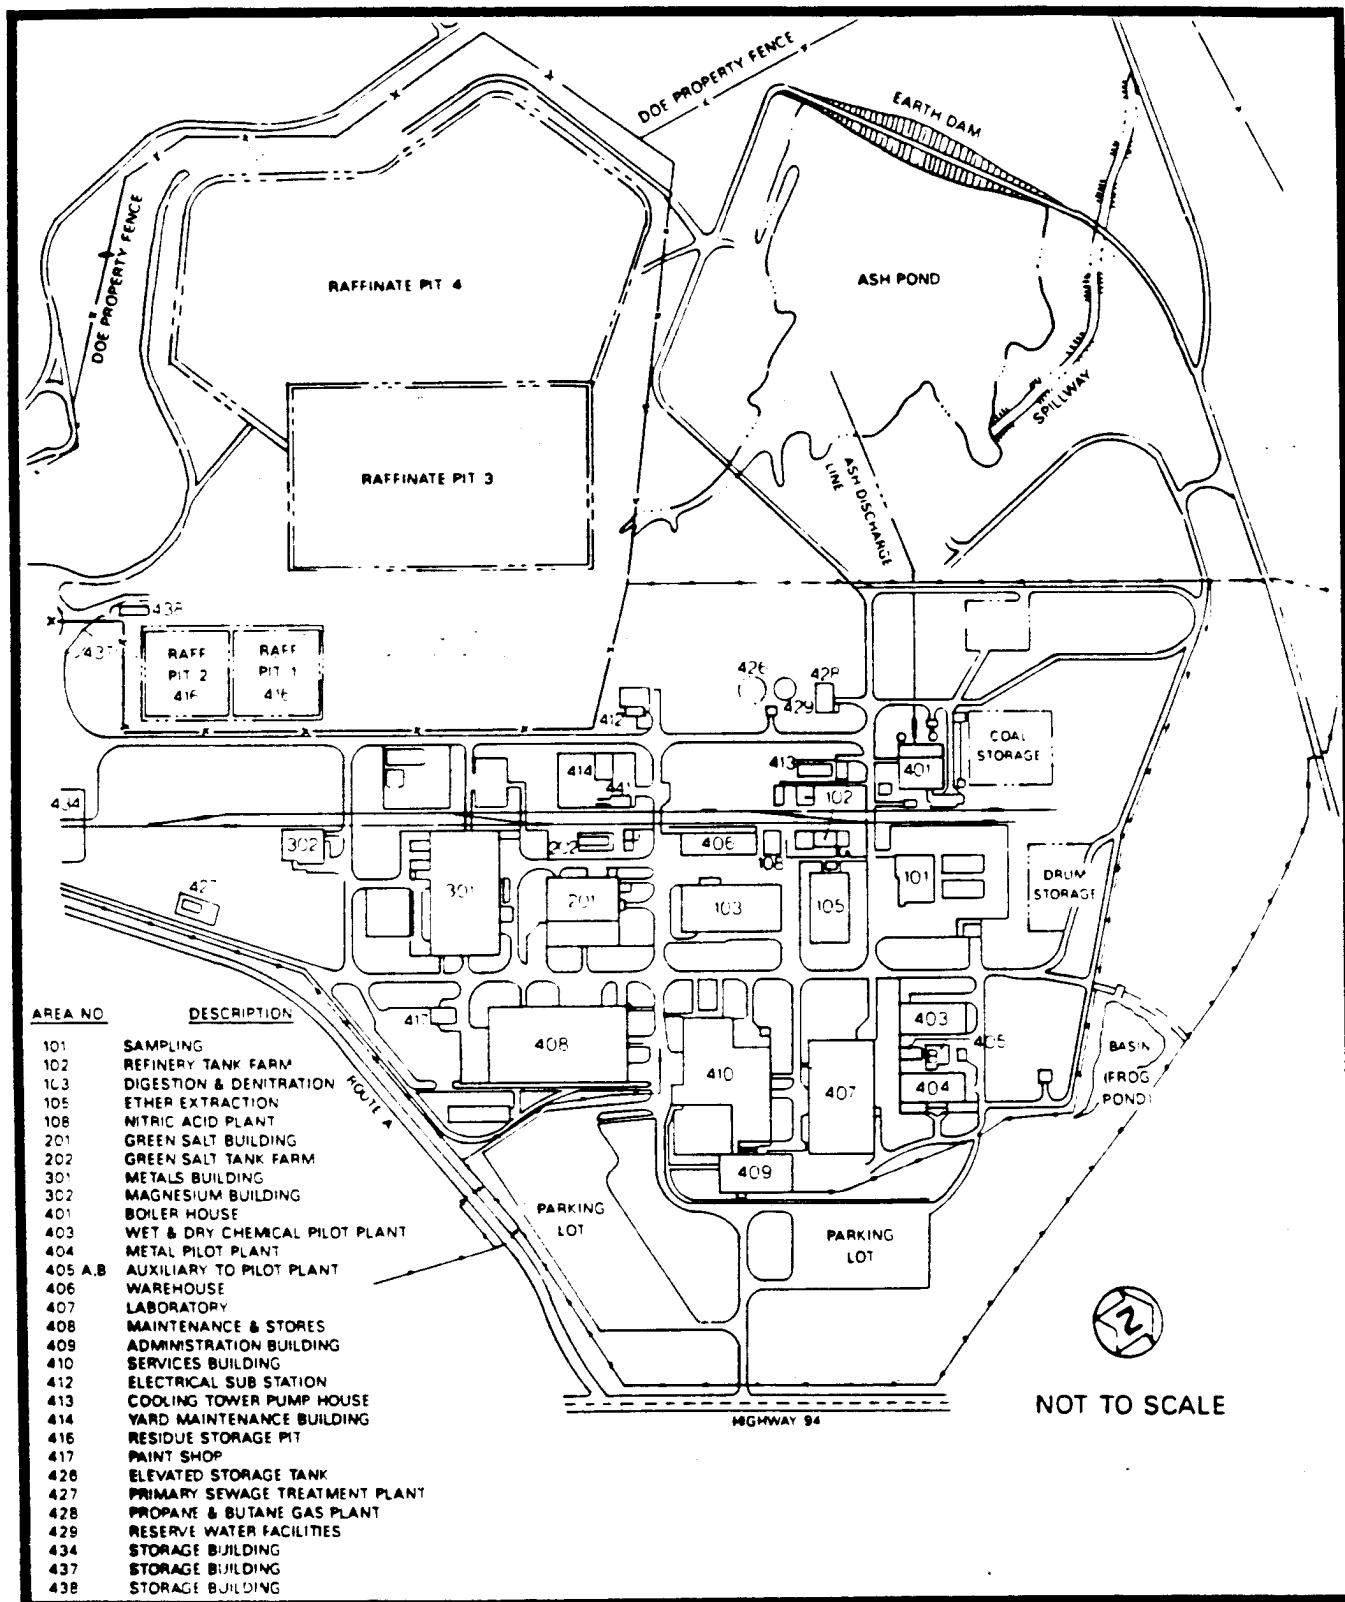 DOE PROPERTY FENCE
EARTH DAM
DOE PROPERTY FENCE
RAFFINATE PIT 4
ASH POND
SPILLWAY
RAFFINATE PIT 3
ASH DISCHARGE
LINE
438
437
RAFF
PIT 2
416
RAFF
PIT 1
416
426
428
429
412
COAL
STORAGE
413
401
414
441
102
434
302
202
406
108
427
301
201
103
105
101
DRUM
STORAGE
417
408
410
407
403
405
B
404
BASIN
(FROG
POND)
409
ROUTE A
PARKING
LOT
PARKING
LOT
HIGHWAY 94
N
NOT TO SCALE
AREA NO DESCRIPTION
101 SAMPLING
102 REFINERY TANK FARM
103 DIGESTION & DENITRATION
105 ETHER EXTRACTION
108 NITRIC ACID PLANT
201 GREEN SALT BUILDING
202 GREEN SALT TANK FARM
301 METALS BUILDING
302 MAGNESIUM BUILDING
401 BOILER HOUSE
403 WET & DRY CHEMICAL PILOT PLANT
404 METAL PILOT PLANT
405 A,B AUXILIARY TO PILOT PLANT
406 WAREHOUSE
407 LABORATORY
408 MAINTENANCE & STORES
409 ADMINISTRATION BUILDING
410 SERVICES BUILDING
412 ELECTRICAL SUB STATION
413 COOLING TOWER PUMP HOUSE
414 YARD MAINTENANCE BUILDING
416 RESIDUE STORAGE PIT
417 PAINT SHOP
426 ELEVATED STORAGE TANK
427 PRIMARY SEWAGE TREATMENT PLANT
428 PROPANE & BUTANE GAS PLANT
429 RESERVE WATER FACILITIES
434 STORAGE BUILDING
437 STORAGE BUILDING
438 STORAGE BUILDING